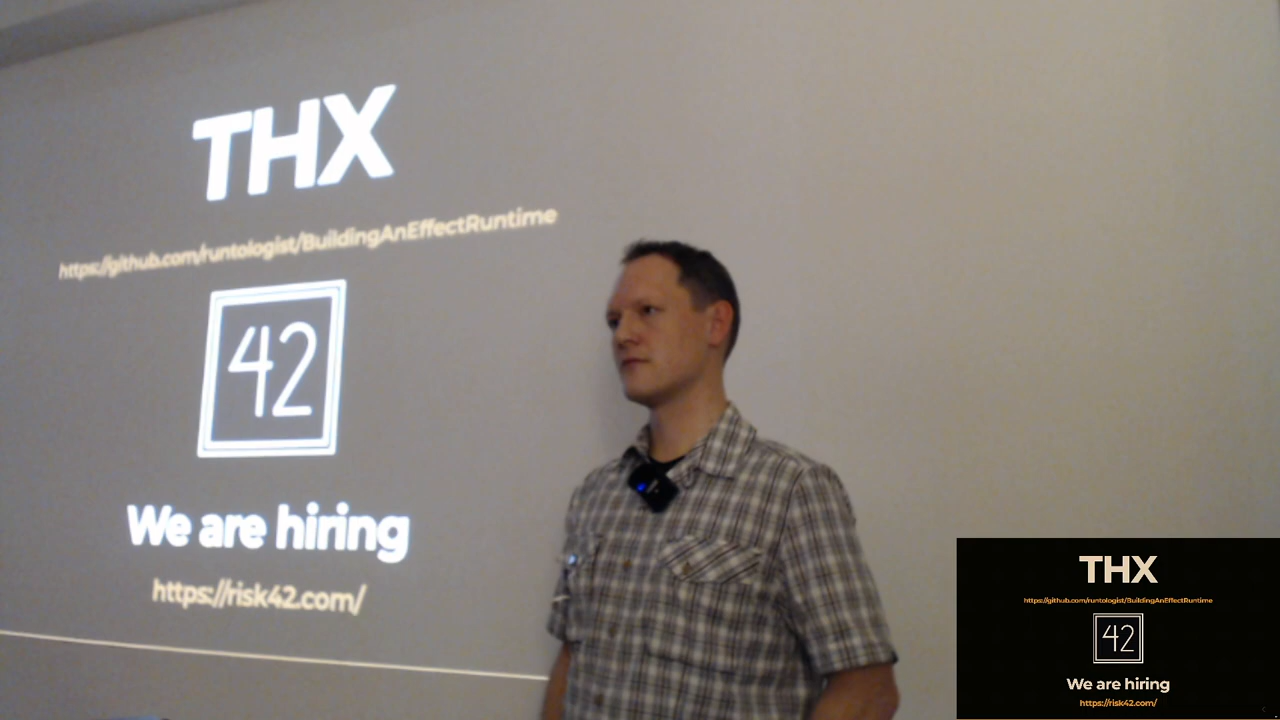 THX
https://github.com/runtologist/BuildingAnEffectRuntime
42
We are hiring
https://risk42.com/
THX
https://github.com/runtologist/BuildingAnEffectRuntime
42
We are hiring
https://risk42.com/